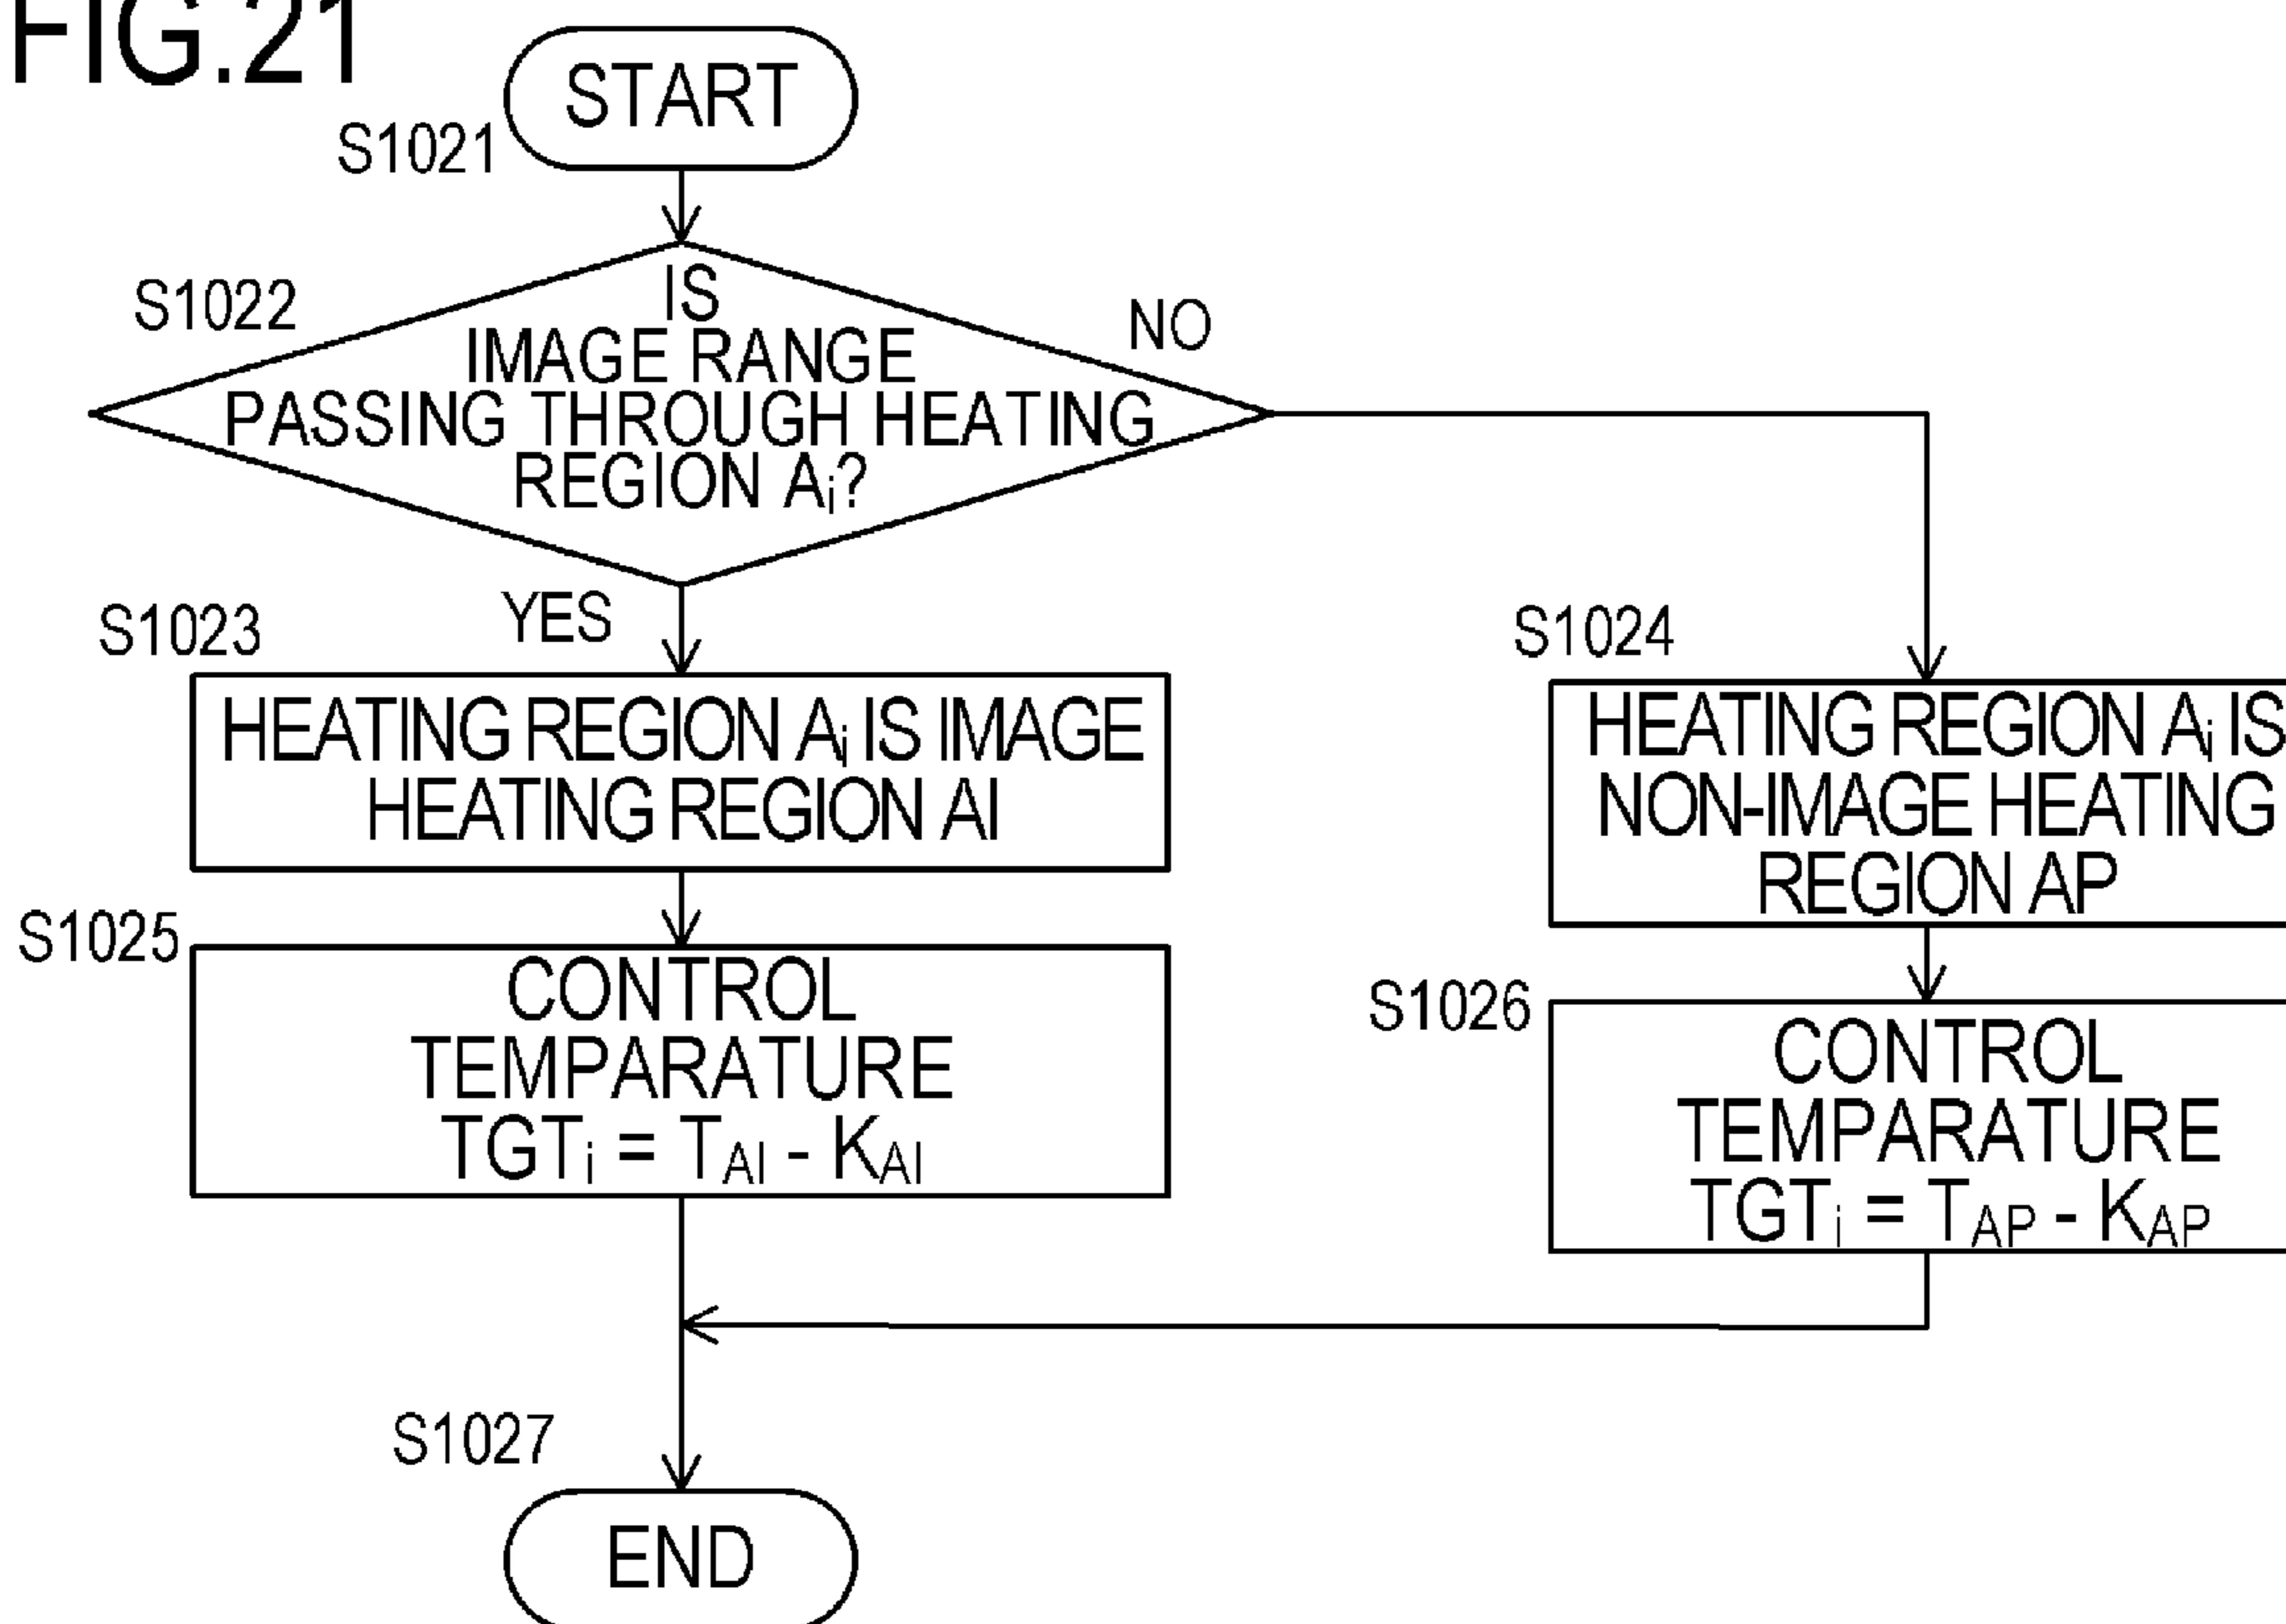 FIG.21
START
S1021
S1022
IS
IMAGE RANGE
PASSING THROUGH HEATING
REGION Ai?
NO
YES
S1023
HEATING REGION Ai IS IMAGE
HEATING REGION AI
S1024
HEATING REGION Ai IS
NON-IMAGE HEATING
REGION AP
S1025
CONTROL
TEMPARATURE
TGTi = TAI - KAI
S1026
CONTROL
TEMPARATURE
TGTi = TAP - KAP
S1027
END